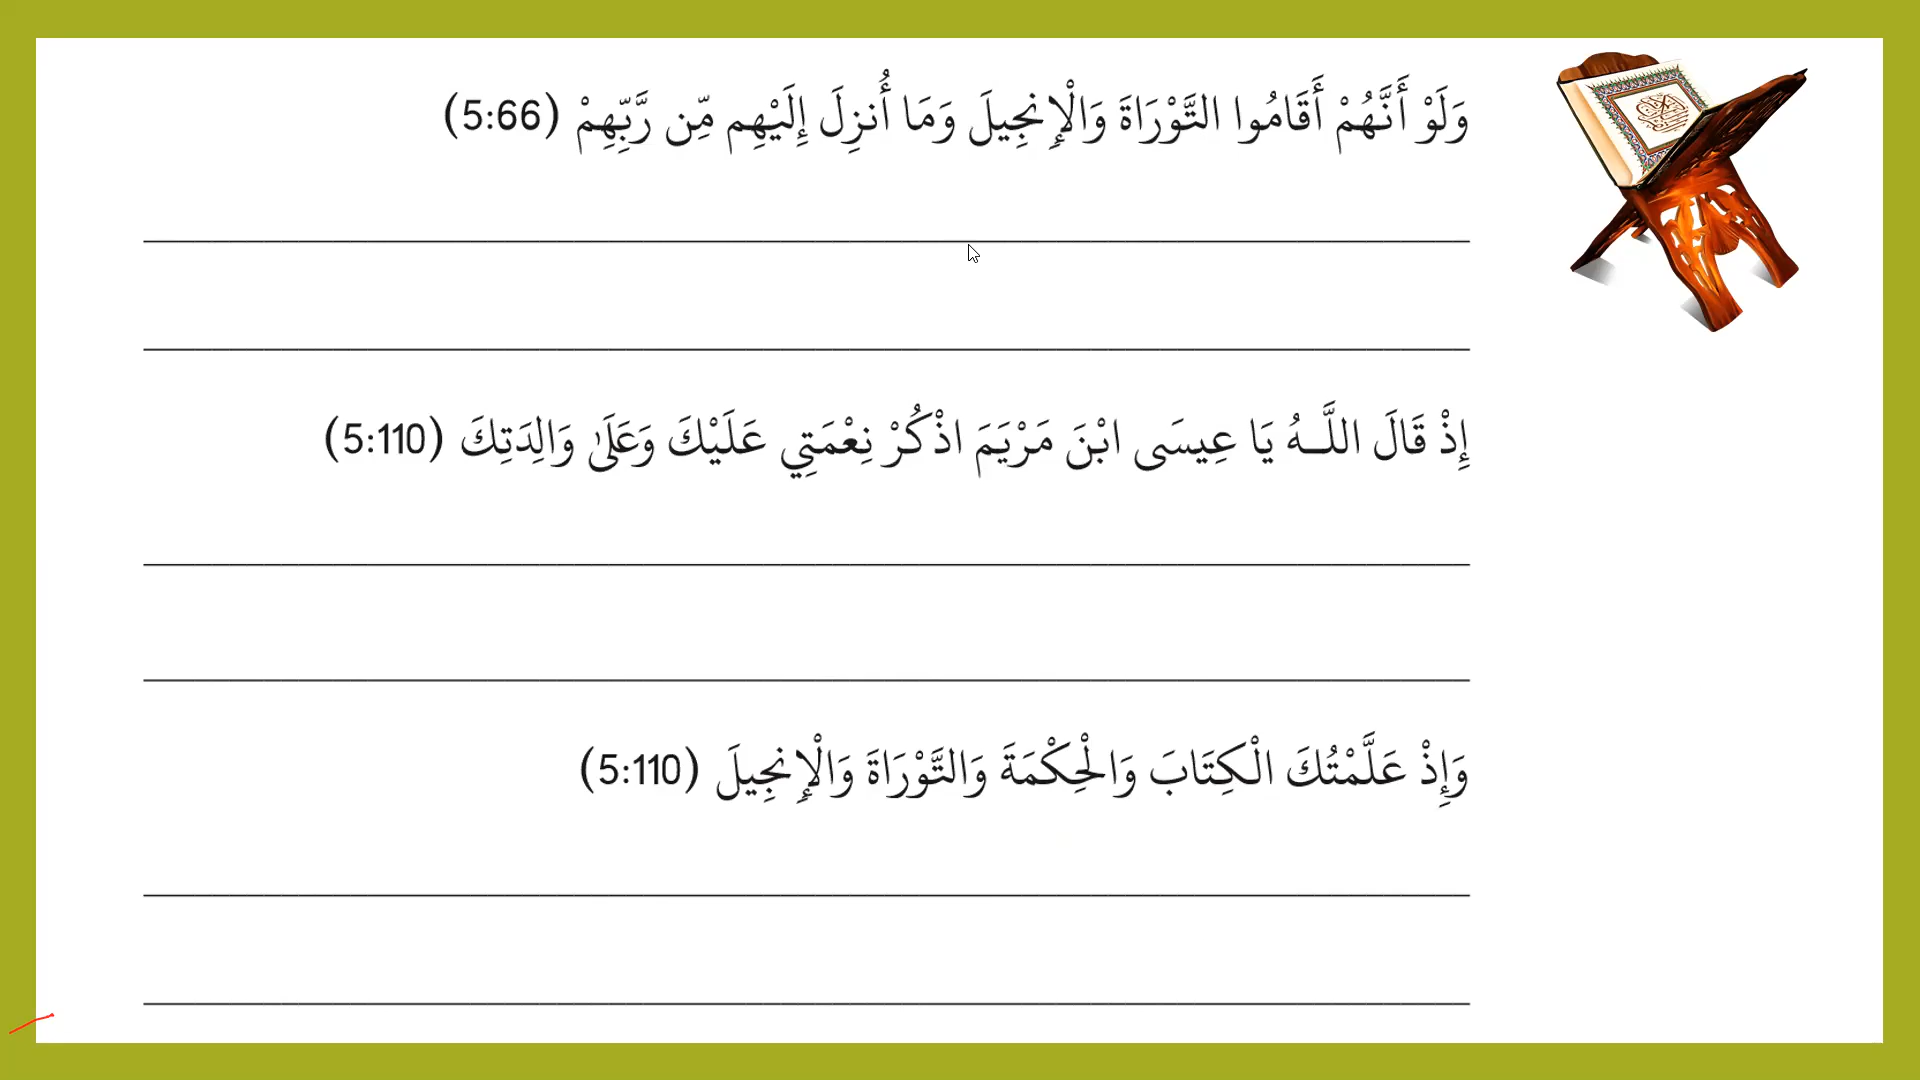 وَلَوْ أَنَّهُمْ أَقَامُوا التَّوْرَاةَ وَالْإِنجِيلَ وَمَا أُنزِلَ إِلَيْهِم مِّن رَّبِّهِمْ (5:66)
إِذْ قَالَ اللَّـهُ يَا عِيسَى ابْنَ مَرْيَمَ اذْكُرْ نِعْمَتِي عَلَيْكَ وَعَلَىٰ وَالِدَتِكَ (5:110)
وَإِذْ عَلَّمْتُكَ الْكِتَابَ وَالْحِكْمَةَ وَالتَّوْرَاةَ وَالْإِنجِيلَ (5:110)